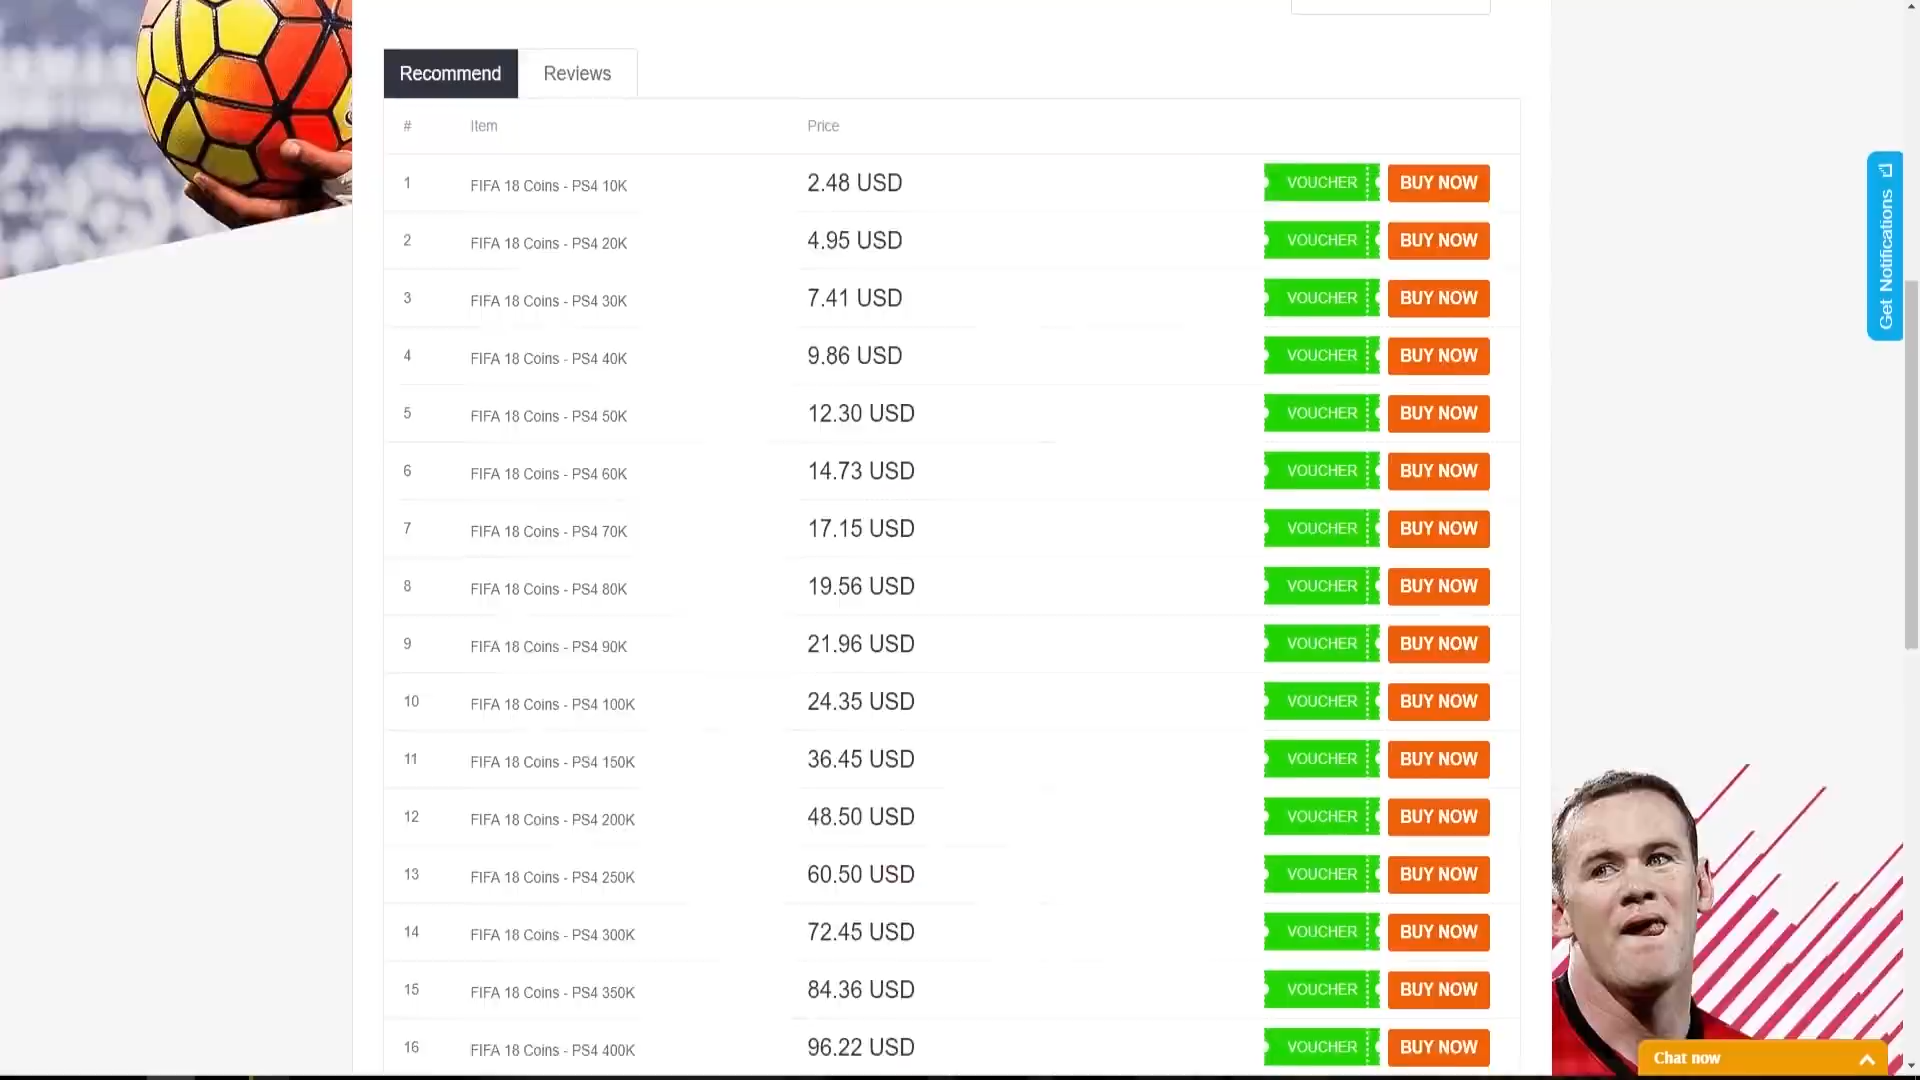 Recommend Reviews
# Item Price
1 FIFA 18 Coins - PS4 10K 2.48 USD VOUCHER BUY NOW
2 FIFA 18 Coins - PS4 20K 4.95 USD VOUCHER BUY NOW
3 FIFA 18 Coins - PS4 30K 7.41 USD VOUCHER BUY NOW
4 FIFA 18 Coins - PS4 40K 9.86 USD VOUCHER BUY NOW
5 FIFA 18 Coins - PS4 50K 12.30 USD VOUCHER BUY NOW
6 FIFA 18 Coins - PS4 60K 14.73 USD VOUCHER BUY NOW
7 FIFA 18 Coins - PS4 70K 17.15 USD VOUCHER BUY NOW
8 FIFA 18 Coins - PS4 80K 19.56 USD VOUCHER BUY NOW
9 FIFA 18 Coins - PS4 90K 21.96 USD VOUCHER BUY NOW
10 FIFA 18 Coins - PS4 100K 24.35 USD VOUCHER BUY NOW
11 FIFA 18 Coins - PS4 150K 36.45 USD VOUCHER BUY NOW
12 FIFA 18 Coins - PS4 200K 48.50 USD VOUCHER BUY NOW
13 FIFA 18 Coins - PS4 250K 60.50 USD VOUCHER BUY NOW
14 FIFA 18 Coins - PS4 300K 72.45 USD VOUCHER BUY NOW
15 FIFA 18 Coins - PS4 350K 84.36 USD VOUCHER BUY NOW
16 FIFA 18 Coins - PS4 400K 96.22 USD VOUCHER BUY NOW
Get Notifications
Chat now